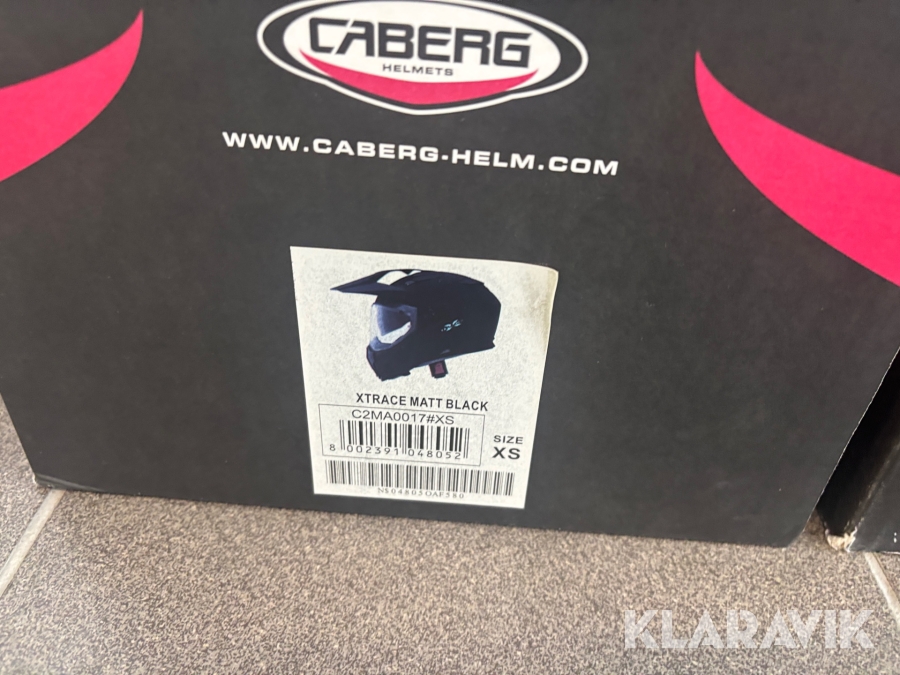 CABERG
HELMETS
WWW.CABERG-HELM.COM
XTRACE MATT BLACK
C2MA0017#XS
8 002391 048052
SIZE
XS
KLARAVIK